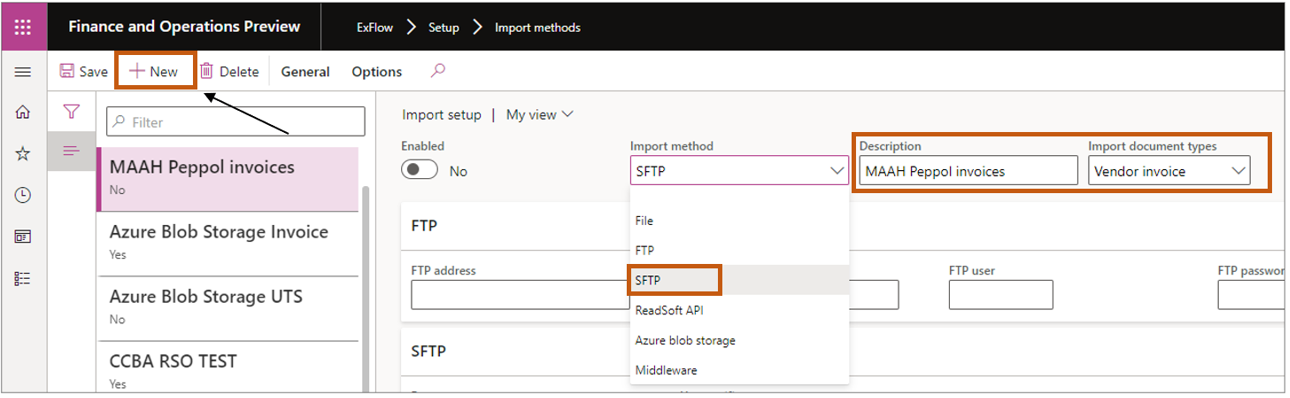 Finance and Operations Preview
ExFlow > Setup > Import methods
Save
New
Delete
General
Options
Filter
MAAH Peppol invoices
No
Azure Blob Storage Invoice
Yes
Azure Blob Storage UTS
No
CCBA RSO TEST
Yes
Import setup | My view
Enabled
No
Import method
SFTP
Description
MAAH Peppol invoices
Import document types
Vendor invoice
File
FTP
SFTP
ReadSoft API
Azure blob storage
Middleware
FTP
FTP address
FTP user
FTP passwor
SFTP